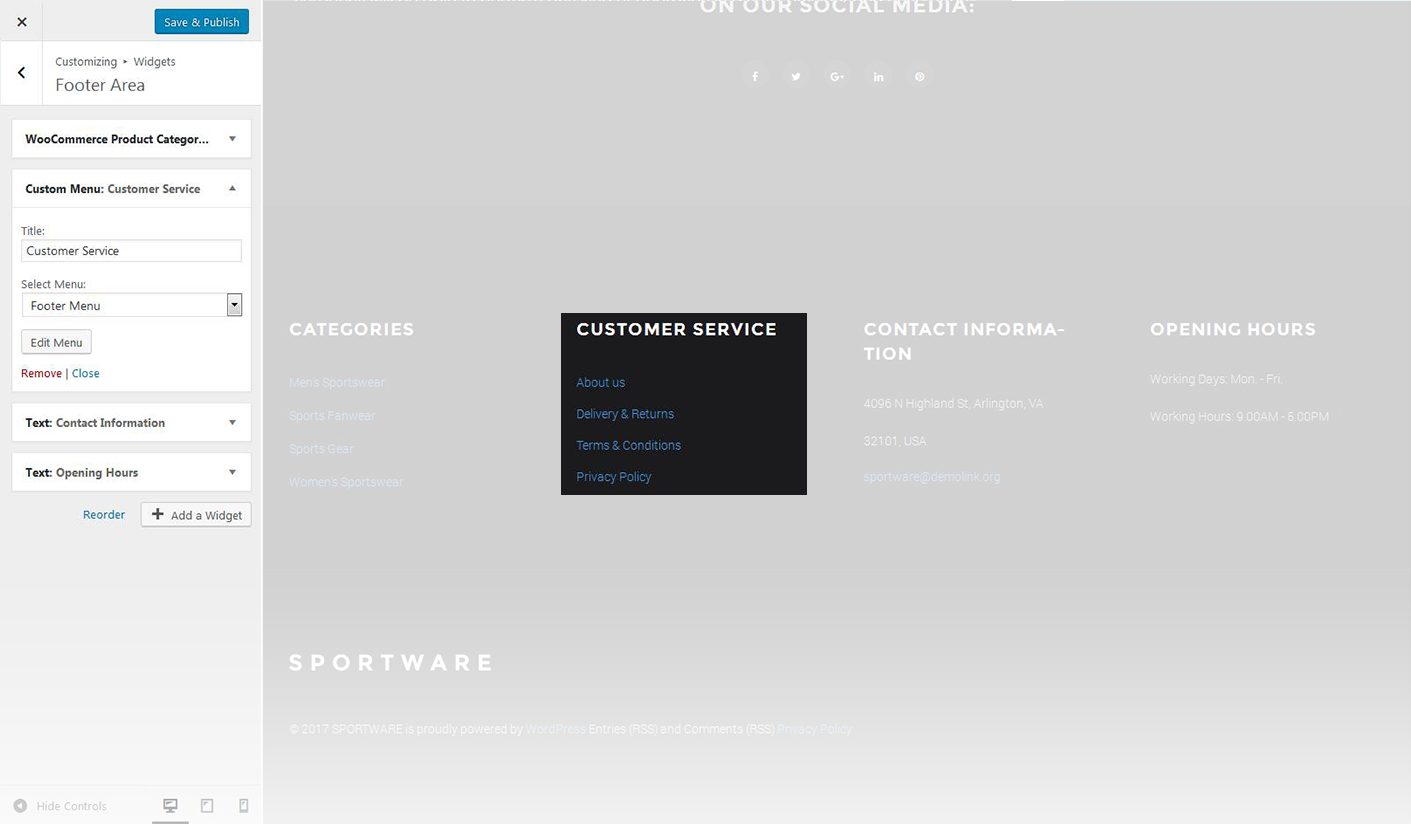 Save & Publish
Customizing ▸ Widgets
Footer Area
WooCommerce Product Categor...
Custom Menu: Customer Service
Title:
Customer Service
Select Menu:
Footer Menu
Edit Menu
Remove | Close
Text: Contact Information
Text: Opening Hours
Reorder
Add a Widget
Hide Controls
ON OUR SOCIAL MEDIA:
CATEGORIES
Men's Sportswear
Sports Fanwear
Sports Gear
Women's Sportswear
CUSTOMER SERVICE
About us
Delivery & Returns
Terms & Conditions
Privacy Policy
CONTACT INFORMA-
TION
4096 N Highland St, Arlington, VA
32101, USA
sportware@demolink.org
OPENING HOURS
Working Days: Mon. - Fri.
Working Hours: 9.00AM - 5.00PM
SPORTWARE
© 2017 SPORTWARE is proudly powered by WordPress Entries (RSS) and Comments (RSS) Privacy Policy